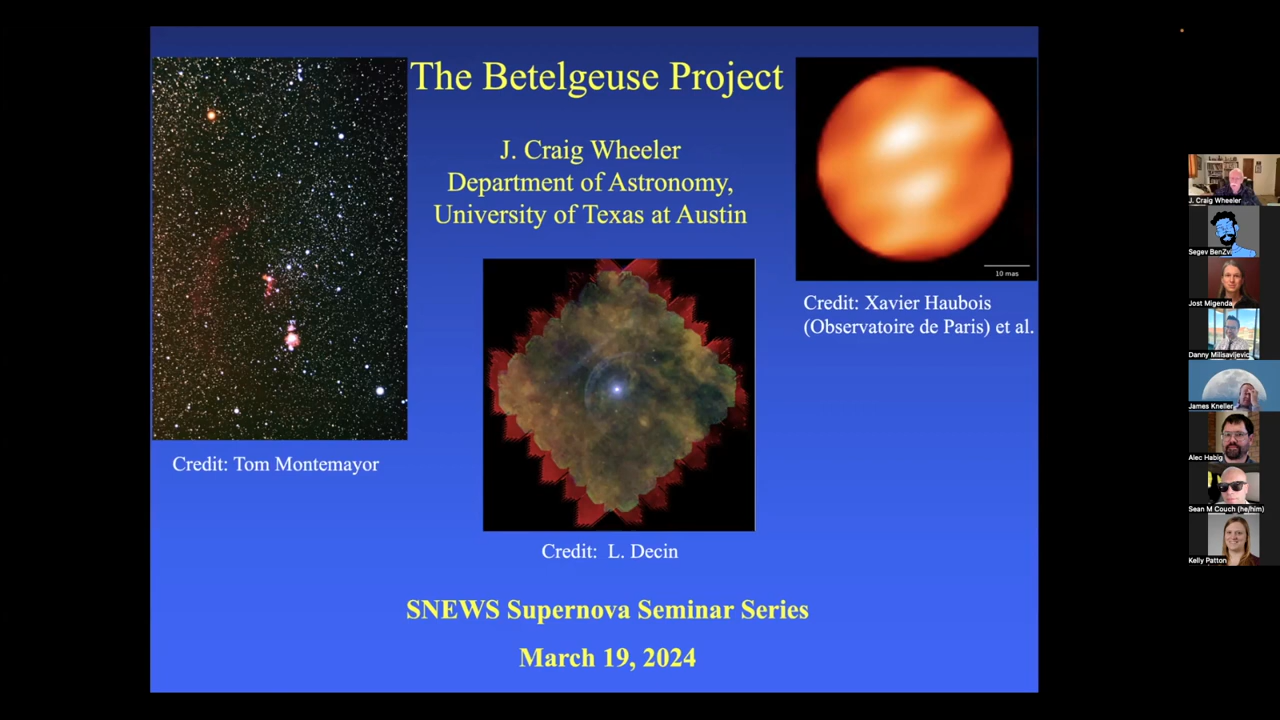 The Betelgeuse Project
J. Craig Wheeler
Department of Astronomy,
University of Texas at Austin
10 mas
Credit: Xavier Haubois
(Observatoire de Paris) et al.
Credit: Tom Montemayor
Credit: L. Decin
SNEWS Supernova Seminar Series
March 19, 2024
J. Craig Wheeler
Segev BenZvi
Jost Migenda
Danny Milisavljevic
James Kneller
Alec Habig
Sean M Couch (he/him)
Kelly Patton